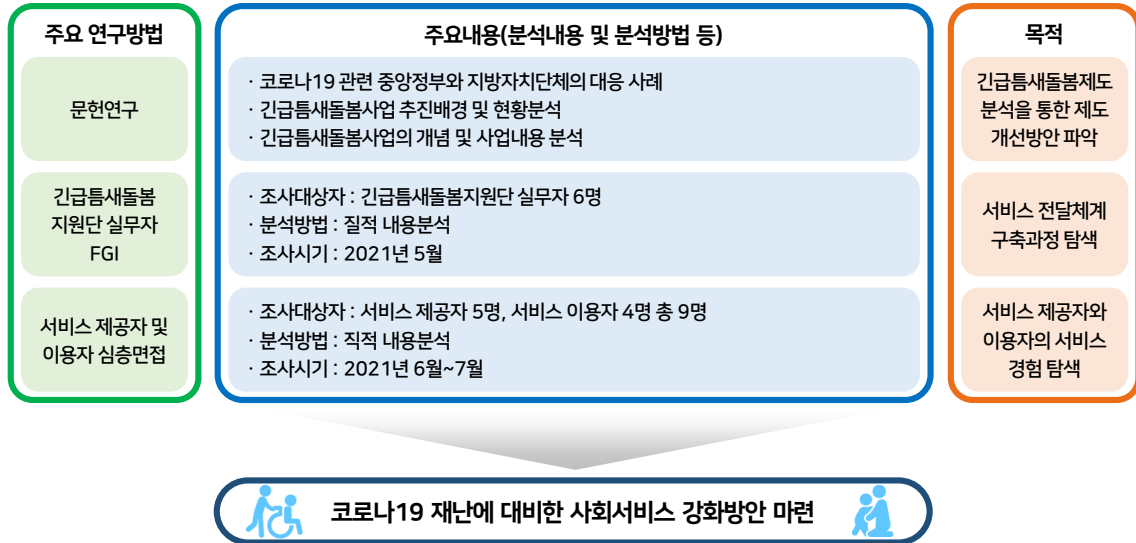 주요 연구방법
주요내용(분석내용 및 분석방법 등)
목적
문헌연구
· 코로나19 관련 중앙정부와 지방자치단체의 대응 사례
· 긴급틈새돌봄사업 추진배경 및 현황분석
· 긴급틈새돌봄사업의 개념 및 사업내용 분석
긴급틈새돌봄제도
분석을 통한 제도
개선방안 파악
긴급틈새돌봄
지원단 실무자
FGI
· 조사대상자 : 긴급틈새돌봄지원단 실무자 6명
· 분석방법 : 질적 내용분석
· 조사시기 : 2021년 5월
서비스 전달체계
구축과정 탐색
서비스 제공자 및
이용자 심층면접
· 조사대상자 : 서비스 제공자 5명, 서비스 이용자 4명 총 9명
· 분석방법 : 직적 내용분석
· 조사시기 : 2021년 6월~7월
서비스 제공자와
이용자의 서비스
경험 탐색
코로나19 재난에 대비한 사회서비스 강화방안 마련